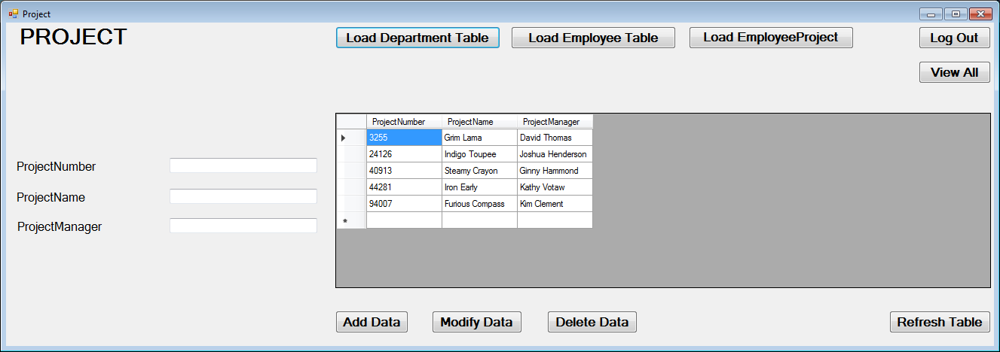 Project
PROJECT
Load Department Table
Load Employee Table
Load EmployeeProject
Log Out
View All
ProjectNumber ProjectName ProjectManager
3255 Grim Lama David Thomas
24126 Indigo Toupee Joshua Henderson
40913 Steamy Crayon Ginny Hammond
44281 Iron Early Kathy Votaw
94007 Furious Compass Kim Clement
*
ProjectNumber
ProjectName
ProjectManager
Add Data
Modify Data
Delete Data
Refresh Table